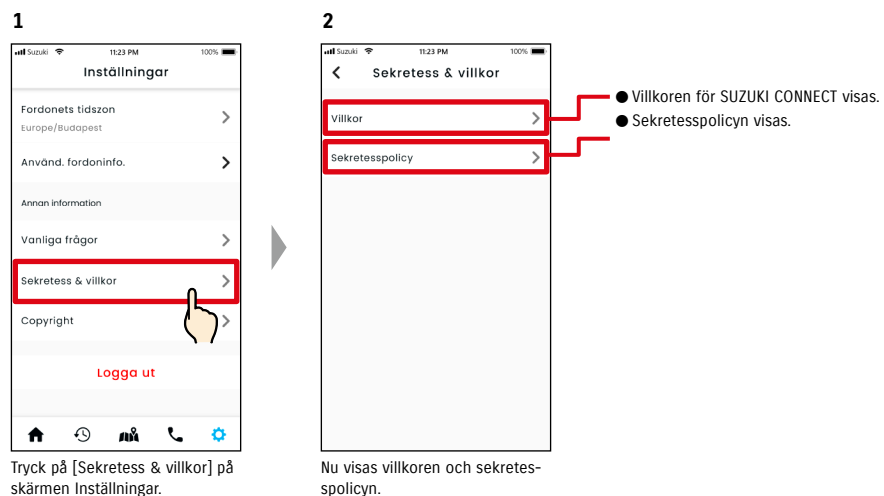 1
Suzuki 11:23 PM 100%
Inställningar
Fordonets tidszon
Europe/Budapest
Använd. fordoninfo.
Annan information
Vanliga frågor
Sekretess & villkor
Copyright
Logga ut
Tryck på [Sekretess & villkor] på
skärmen Inställningar.
2
Suzuki 11:23 PM 100%
Sekretess & villkor
Villkor
Sekretesspolicy
Nu visas villkoren och sekretes-
spolicyn.
● Villkoren för SUZUKI CONNECT visas.
● Sekretesspolicyn visas.